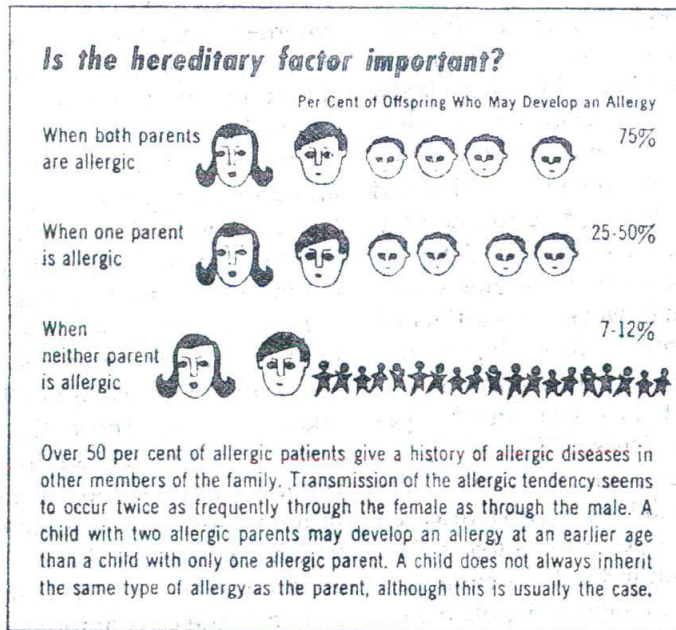 Is the hereditary factor important?
Per Cent of Offspring Who May Develop an Allergy
When both parents
are allergic
75%
When one parent
is allergic
25-50%
When
neither parent
is allergic
7-12%
Over 50 per cent of allergic patients give a history of allergic diseases in
other members of the family. Transmission of the allergic tendency seems
to occur twice as frequently through the female as through the male. A
child with two allergic parents may develop an allergy at an earlier age
than a child with only one allergic parent. A child does not always inherit
the same type of allergy as the parent, although this is usually the case.